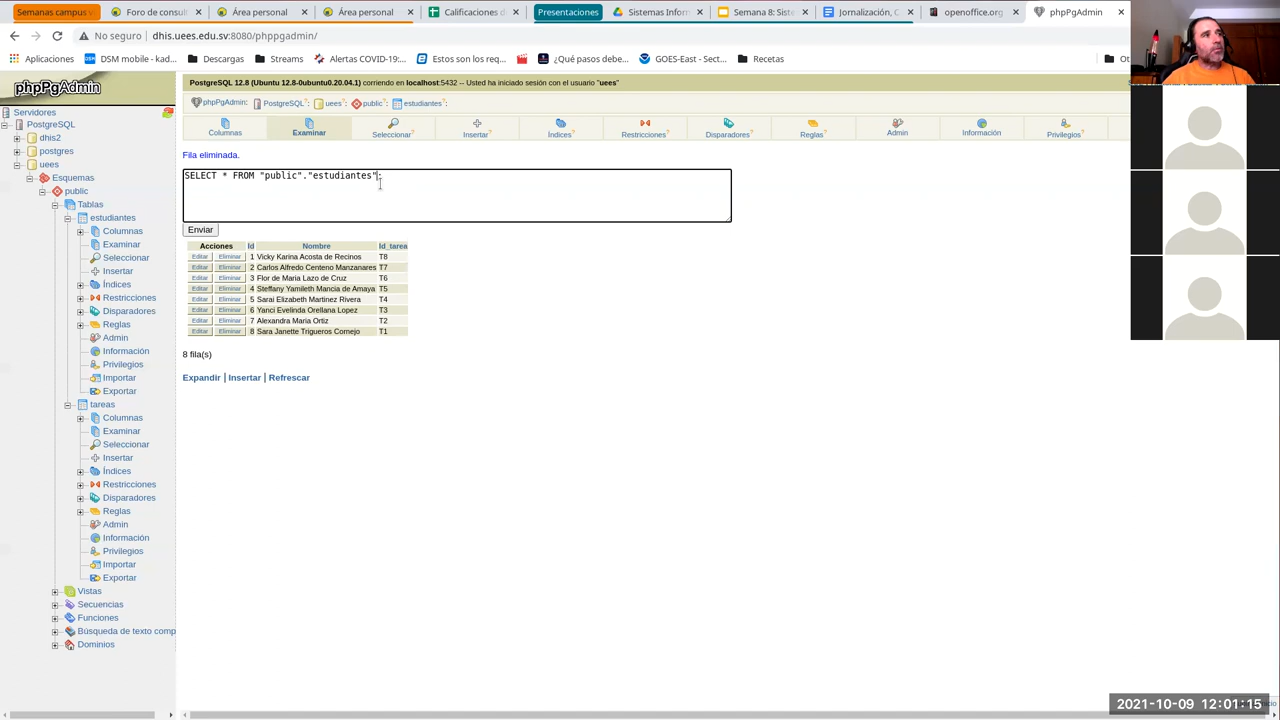 Semanas campus v
Foro de consul
Área personal
Área personal
Calificaciones d
Presentaciones
Sistemas Infor
Semana 8: Siste
Jornalización, C
openoffice.org
phpPgAdmin
No seguro
dhis.uees.edu.sv:8080/phppgadmin/
Aplicaciones
DSM mobile - kad...
Descargas
Streams
Alertas COVID-19:...
Estos son los req...
¿Qué pasos debe...
GOES-East - Sect...
Recetas
Ot
phpPgAdmin
Servidores
PostgreSQL
dhis2
postgres
uees
Esquemas
public
Tablas
estudiantes
Columnas
Examinar
Seleccionar
Insertar
Índices
Restricciones
Disparadores
Reglas
Admin
Información
Privilegios
Importar
Exportar
tareas
Columnas
Examinar
Seleccionar
Insertar
Índices
Restricciones
Disparadores
Reglas
Admin
Información
Privilegios
Importar
Exportar
Vistas
Secuencias
Funciones
Búsqueda de texto comp
Dominios
PostgreSQL 12.8 (Ubuntu 12.8-0ubuntu0.20.04.1) corriendo en localhost:5432 -- Usted ha iniciado sesión con el usuario "uees"
phpPgAdmin: PostgreSQL?: uees?: public?: estudiantes?:
Columnas Examinar Seleccionar? Insertar? Índices? Restricciones? Disparadores? Reglas? Admin Información Privilegios?
Fila eliminada.
SELECT * FROM "public"."estudiantes";
Enviar
Acciones Id Nombre Id_tarea
Editar Eliminar 1 Vicky Karina Acosta de Recinos T8
Editar Eliminar 2 Carlos Alfredo Centeno Manzanares T7
Editar Eliminar 3 Flor de Maria Lazo de Cruz T6
Editar Eliminar 4 Steffany Yamileth Mancia de Amaya T5
Editar Eliminar 5 Sarai Elizabeth Martinez Rivera T4
Editar Eliminar 6 Yanci Evelinda Orellana Lopez T3
Editar Eliminar 7 Alexandra Maria Ortiz T2
Editar Eliminar 8 Sara Janette Trigueros Cornejo T1
8 fila(s)
Expandir | Insertar | Refrescar
2021-10-09 12:01:15